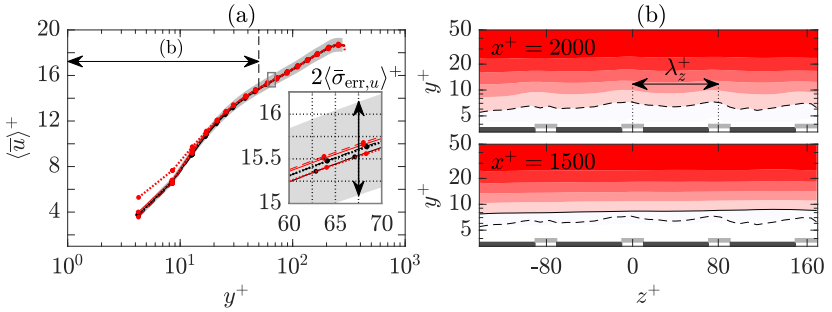 (a)
20
16
12
8
4
⟨u̅⟩⁺
(b)
2⟨σ̅err,u⟩⁺
16
15.5
15
60 65 70
10⁰ 10¹ 10² 10³
y⁺
(b)
50
20
10
5
y⁺
x⁺ = 2000
λz⁺
50
20
10
5
y⁺
x⁺ = 1500
-80 0 80 160
z⁺